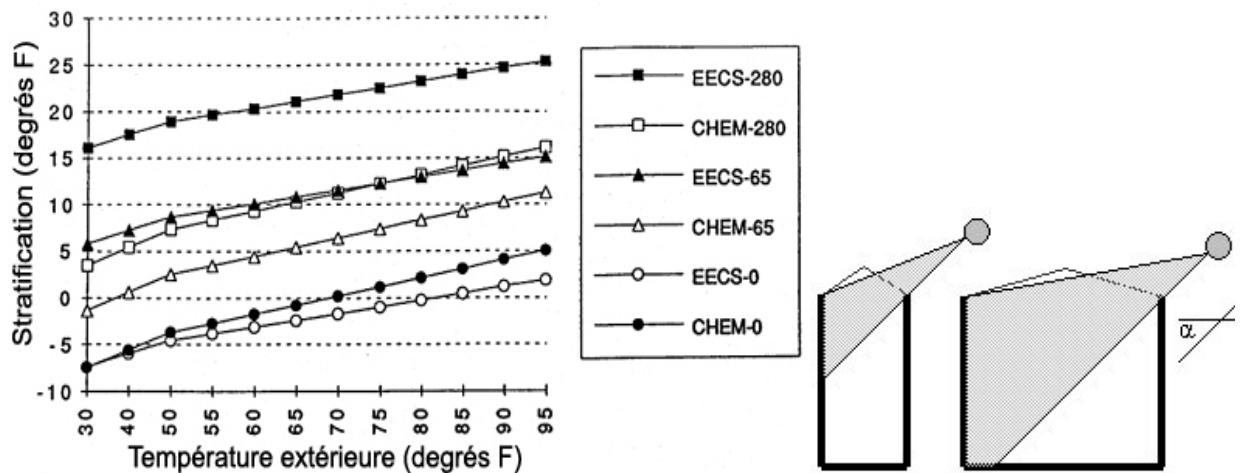 Stratification (degrés F)
30
25
20
15
10
5
0
-5
-10
30 40 50 55 60 65 70 75 80 85 90 95
Température extérieure (degrés F)
EECS-280
CHEM-280
EECS-65
CHEM-65
EECS-0
CHEM-0
α